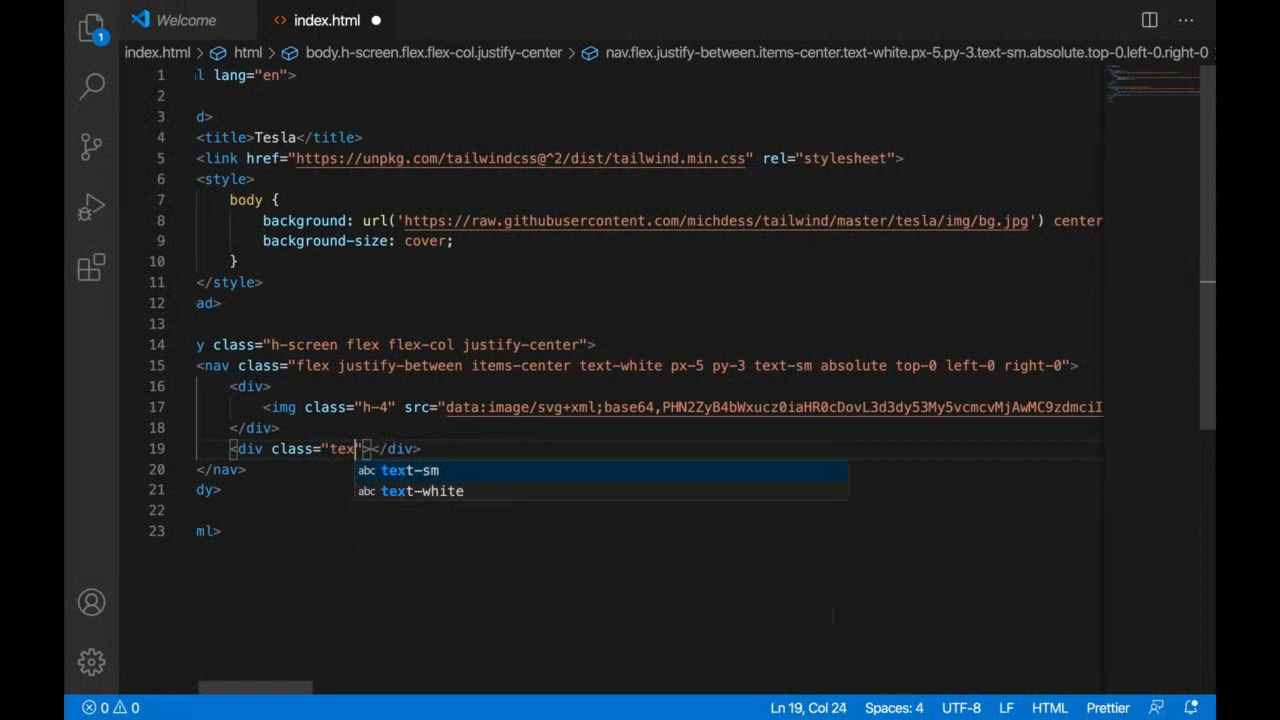 Welcome
index.html
1
index.html > html > body.h-screen.flex.flex-col.justify-center > nav.flex.justify-between.items-center.text-white.px-5.py-3.text-sm.absolute.top-0.left-0.right-0
1 l lang="en">
2
3 d>
4 <title>Tesla</title>
5 <link href="https://unpkg.com/tailwindcss@^2/dist/tailwind.min.css" rel="stylesheet">
6 <style>
7 body {
8 background: url('https://raw.githubusercontent.com/michdess/tailwind/master/tesla/img/bg.jpg') center
9 background-size: cover;
10 }
11 </style>
12 ad>
13
14 y class="h-screen flex flex-col justify-center">
15 <nav class="flex justify-between items-center text-white px-5 py-3 text-sm absolute top-0 left-0 right-0">
16 <div>
17 <img class="h-4" src="data:image/svg+xml;base64,PHN2ZyB4bWxucz0iaHR0cDovL3d3dy53My5vcmcvMjAwMC9zdmciI
18 </div>
19 <div class="tex"></div>
20 </nav>
abc text-sm
21 dy>
abc text-white
22
23 ml>
0 0
Ln 19, Col 24
Spaces: 4
UTF-8
LF
HTML
Prettier